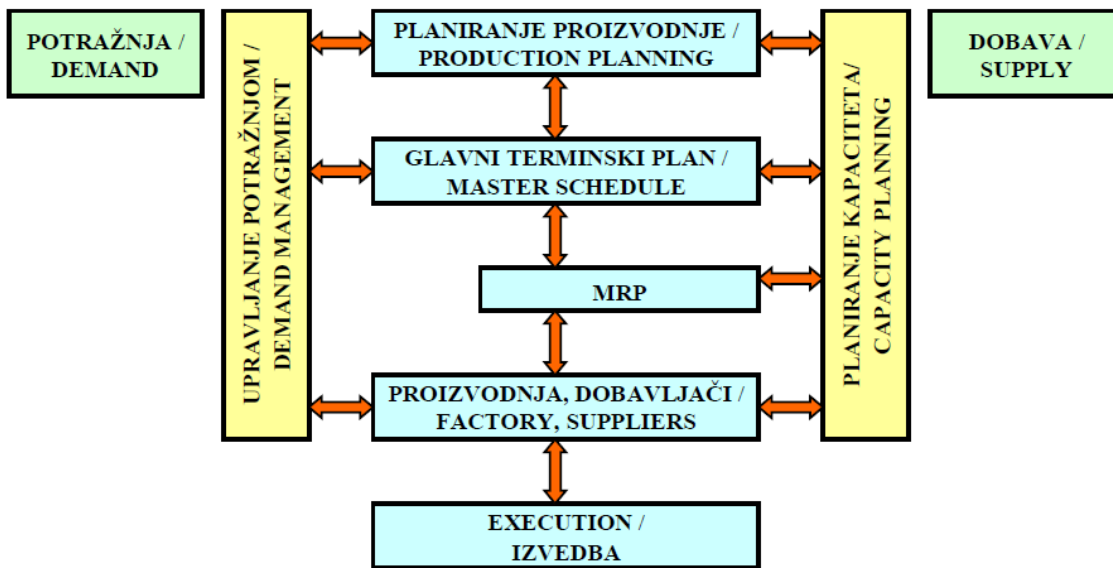 POTRAŽNJA /
DEMAND
UPRAVLJANJE POTRAŽNJOM /
DEMAND MANAGEMENT
PLANIRANJE PROIZVODNJE /
PRODUCTION PLANNING
GLAVNI TERMINSKI PLAN /
MASTER SCHEDULE
MRP
PROIZVODNJA, DOBAVLJAČI /
FACTORY, SUPPLIERS
EXECUTION /
IZVEDBA
PLANIRANJE KAPACITETA/
CAPACITY PLANNING
DOBAVA /
SUPPLY